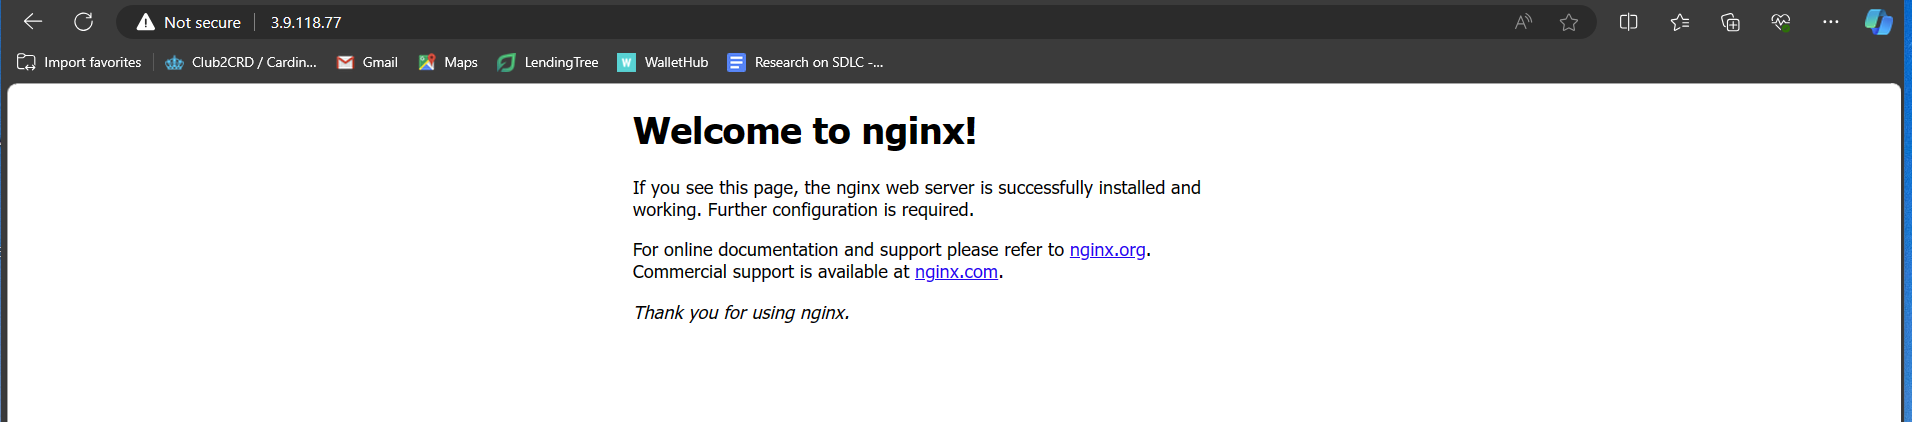 Not secure 3.9.118.77
Import favorites Club2CRD / Cardin... Gmail Maps LendingTree W WalletHub Research on SDLC -...
Welcome to nginx!
If you see this page, the nginx web server is successfully installed and
working. Further configuration is required.
For online documentation and support please refer to nginx.org.
Commercial support is available at nginx.com.
Thank you for using nginx.